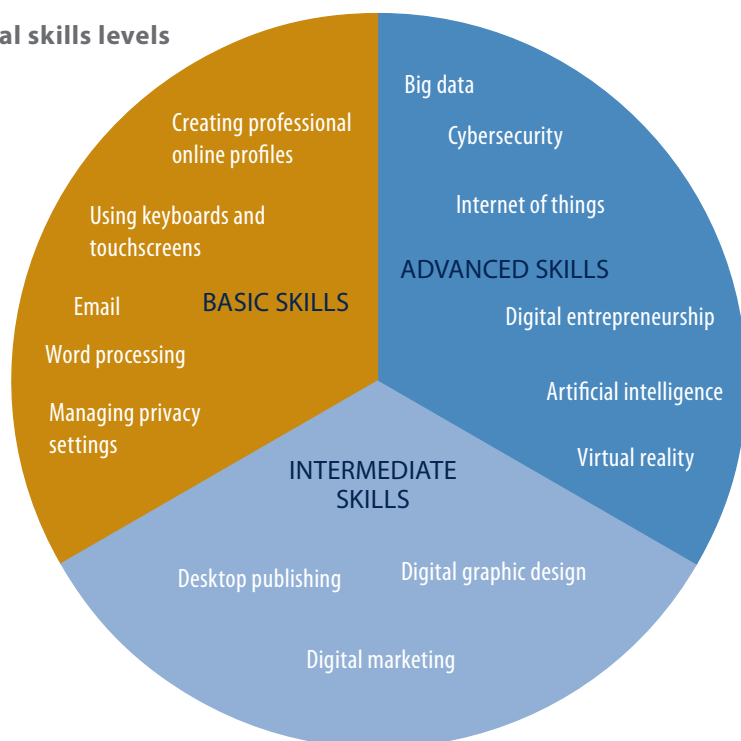 al skills levels
Creating professional
online profiles
Using keyboards and
touchscreens
Email
BASIC SKILLS
Word processing
Managing privacy
settings
Big data
Cybersecurity
Internet of things
ADVANCED SKILLS
Digital entrepreneurship
Artificial intelligence
Virtual reality
INTERMEDIATE
SKILLS
Desktop publishing
Digital graphic design
Digital marketing